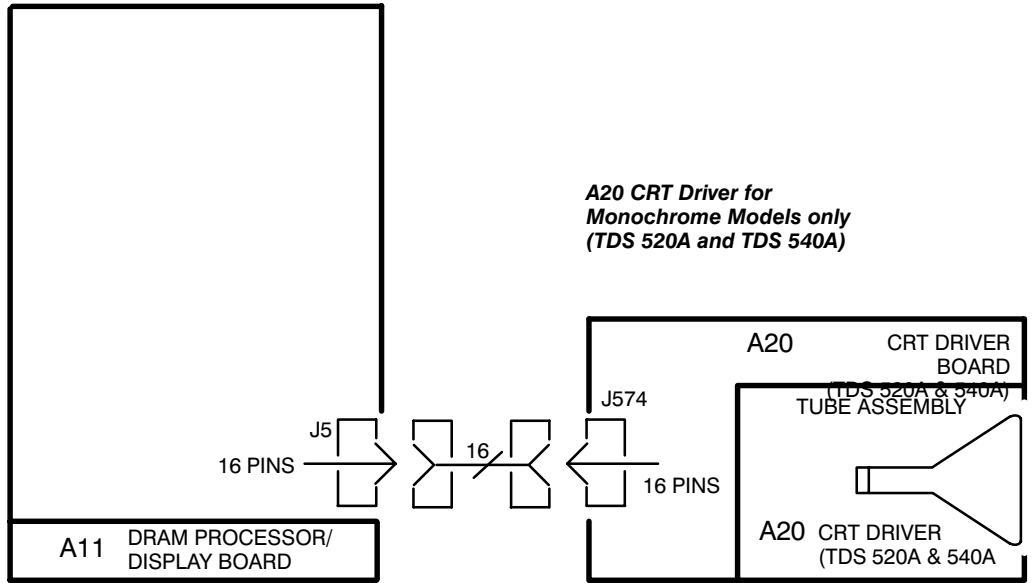 A20 CRT Driver for
Monochrome Models only
(TDS 520A and TDS 540A)
A20
CRT DRIVER
BOARD
(TDS 520A & 540A)
TUBE ASSEMBLY
J5
J574
16
16 PINS
16 PINS
A20
CRT DRIVER
(TDS 520A & 540A
A11
DRAM PROCESSOR/
DISPLAY BOARD